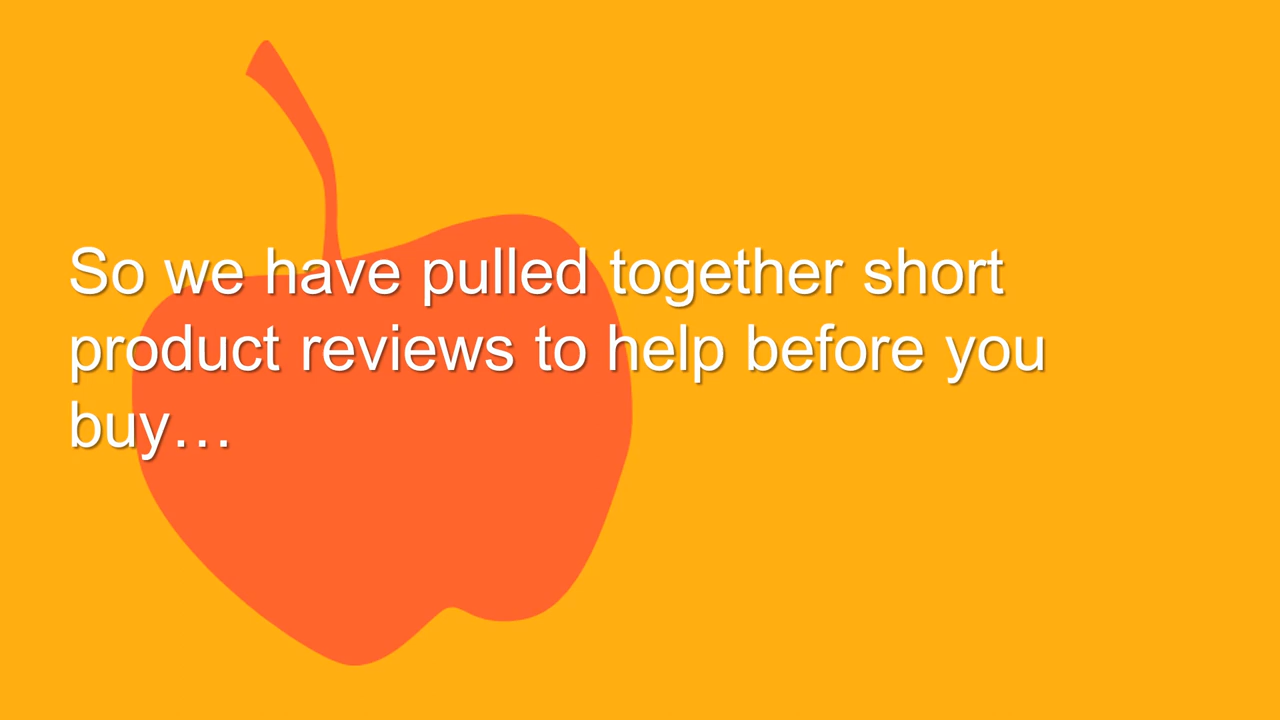 So we have pulled together short
product reviews to help before you
buy…